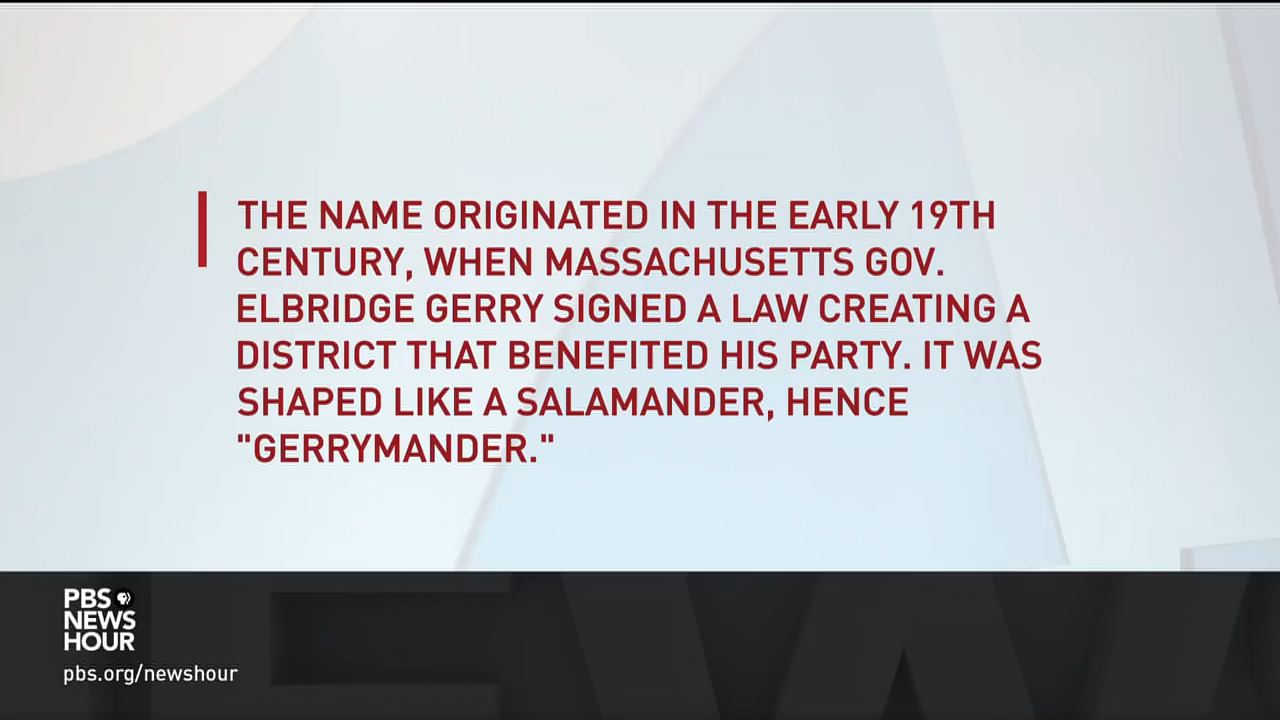 THE NAME ORIGINATED IN THE EARLY 19TH
CENTURY, WHEN MASSACHUSETTS GOV.
ELBRIDGE GERRY SIGNED A LAW CREATING A
DISTRICT THAT BENEFITED HIS PARTY. IT WAS
SHAPED LIKE A SALAMANDER, HENCE
"GERRYMANDER."
PBS
NEWS
HOUR
pbs.org/newshour